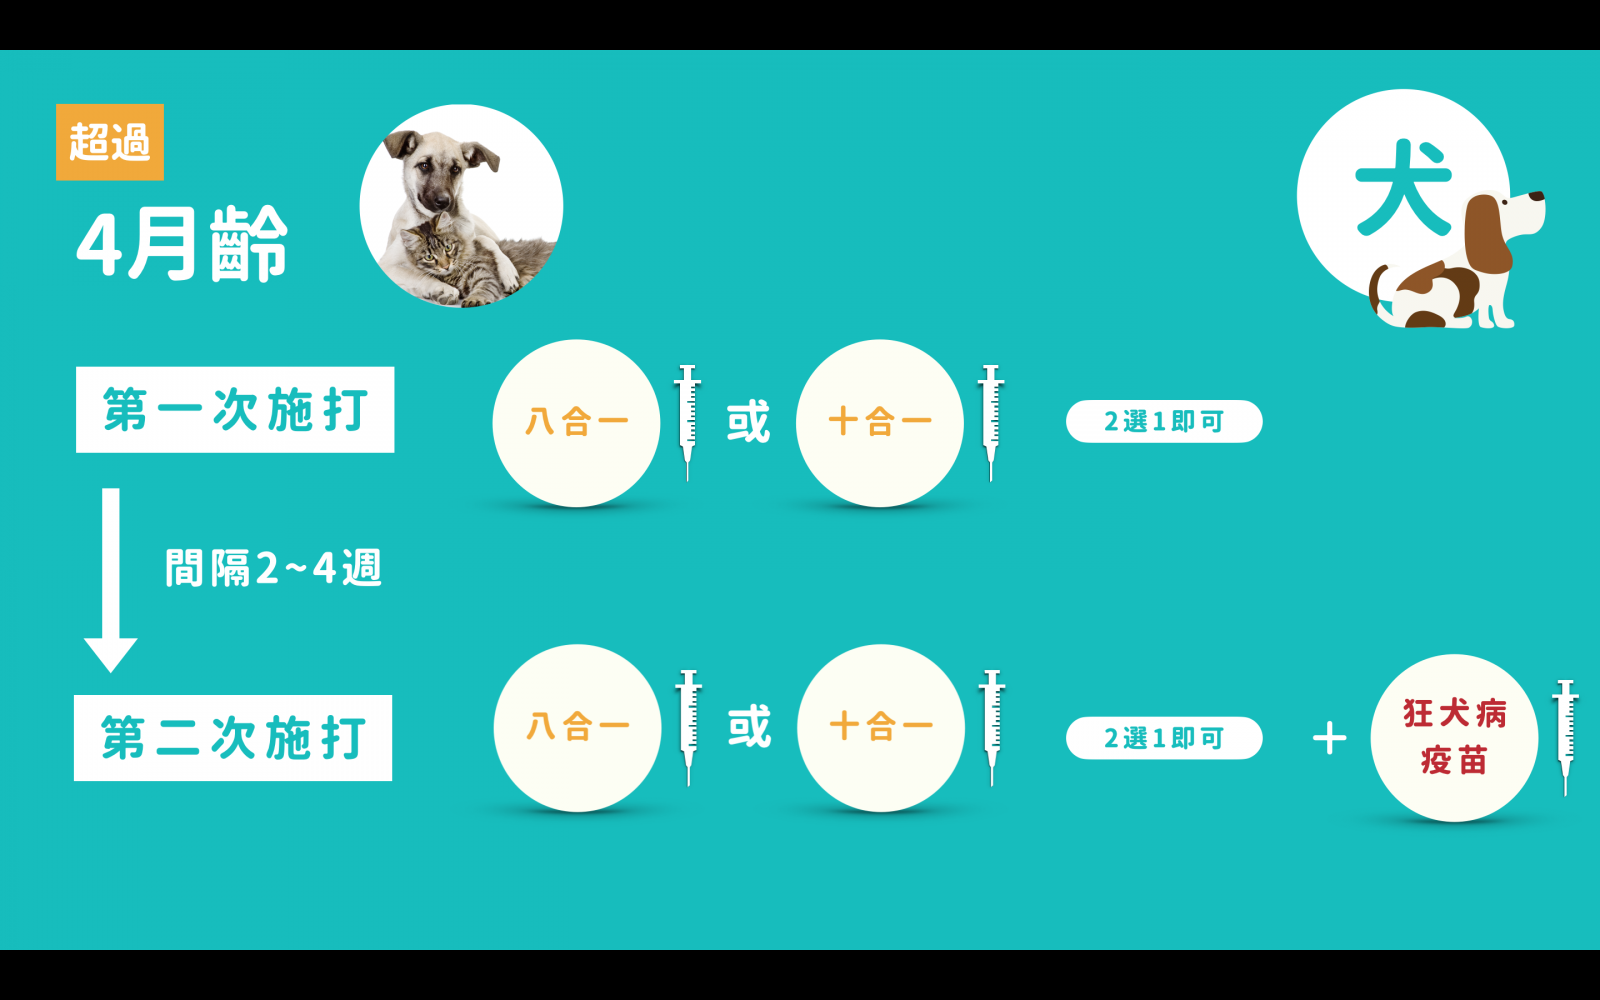 超過
4月齡
犬
第一次施打
八合一
或
十合一
2選1即可
間隔2~4週
第二次施打
八合一
或
十合一
2選1即可
+
狂犬病
疫苗